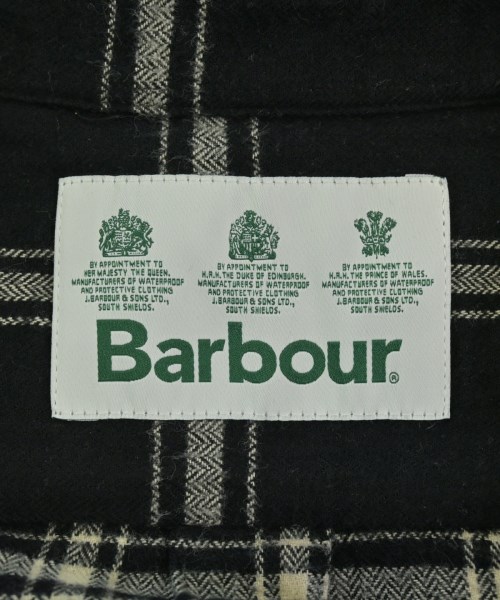 BY APPOINTMENT TO
HER MAJESTY THE QUEEN.
MANUFACTURERS OF WATERPROOF
AND PROTECTIVE CLOTHING
J.BARBOUR & SONS LTD.,
SOUTH SHIELDS.
BY APPOINTMENT TO
H.R.H. THE DUKE OF EDINBURGH.
MANUFACTURERS OF WATERPROOF
AND PROTECTIVE CLOTHING
J.BARBOUR & SONS LTD.,
SOUTH SHIELDS.
BY APPOINTMENT TO
H.R.H. THE PRINCE OF WALES.
MANUFACTURERS OF WATERPROOF
AND PROTECTIVE CLOTHING
J.BARBOUR & SONS LTD.,
SOUTH SHIELDS.
Barbour®